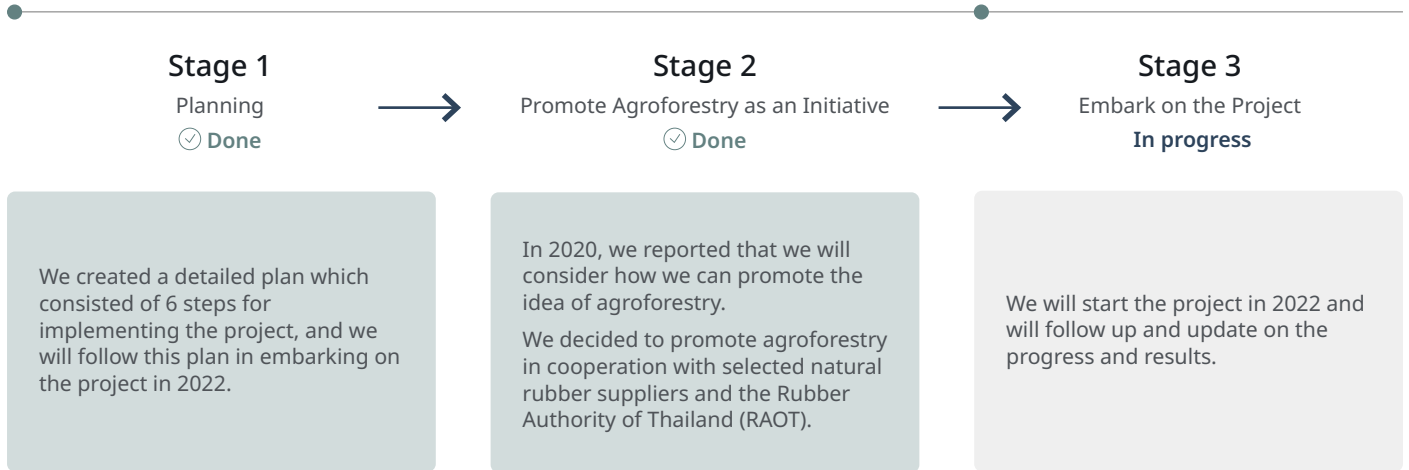 Stage 1
Planning
Done
We created a detailed plan which
consisted of 6 steps for
implementing the project, and we
will follow this plan in embarking on
the project in 2022.
Stage 2
Promote Agroforestry as an Initiative
Done
In 2020, we reported that we will
consider how we can promote the
idea of agroforestry.
We decided to promote agroforestry
in cooperation with selected natural
rubber suppliers and the Rubber
Authority of Thailand (RAOT).
Stage 3
Embark on the Project
In progress
We will start the project in 2022 and
will follow up and update on the
progress and results.